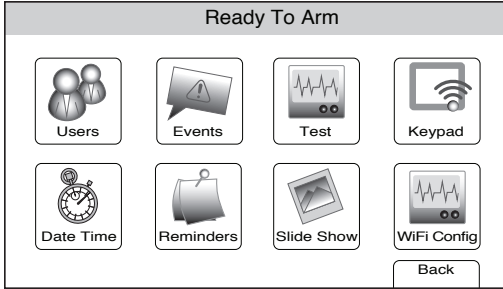 Ready To Arm
Users
Events
Test
Keypad
Date Time
Reminders
Slide Show
WiFi Config
Back